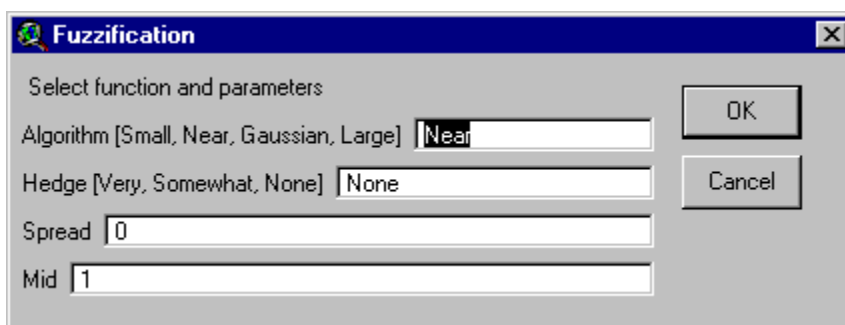 Fuzzification
Select function and parameters
Algorithm [Small, Near, Gaussian, Large] Near
Hedge [Very, Somewhat, None] None
Spread 0
Mid 1
OK
Cancel